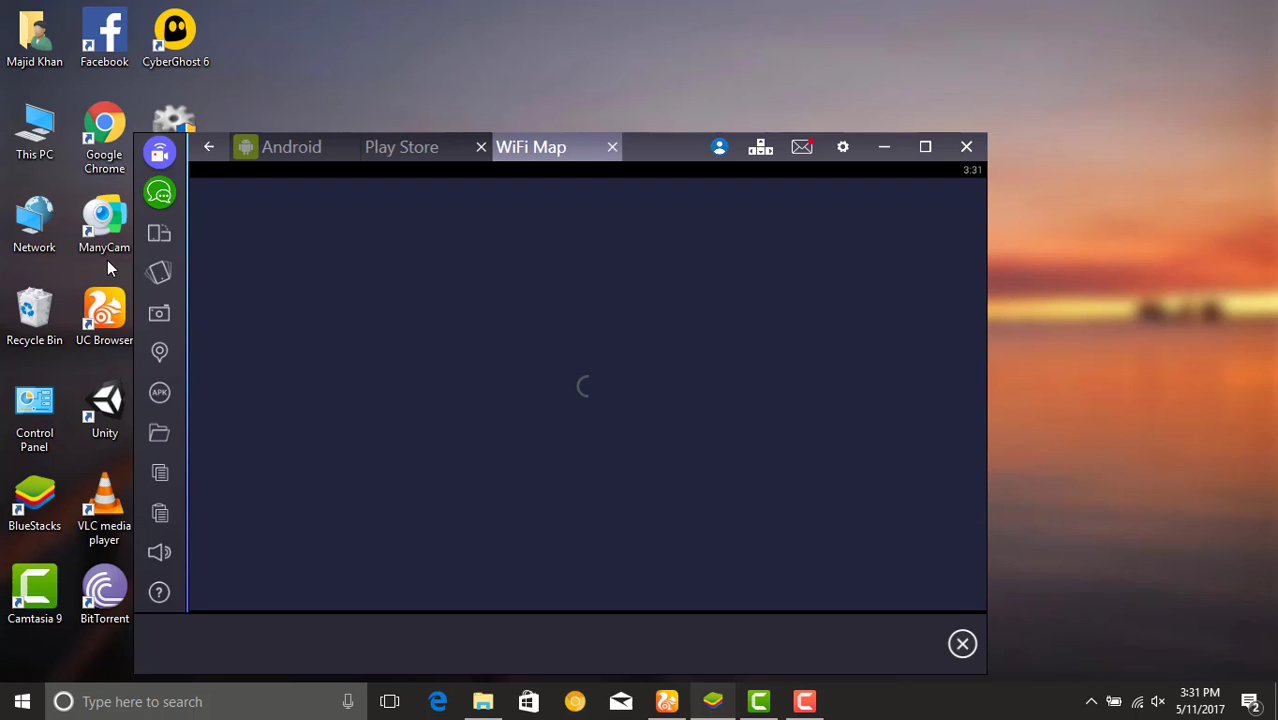 Majid Khan
Facebook
CyberGhost 6
This PC
Google
Chrome
Network
ManyCam
Recycle Bin
UC Browser
Control
Panel
Unity
BlueStacks
VLC media
player
Camtasia 9
BitTorrent
Android
Play Store
WiFi Map
3:31
APK
?
Type here to search
3:31 PM
5/11/2017
2